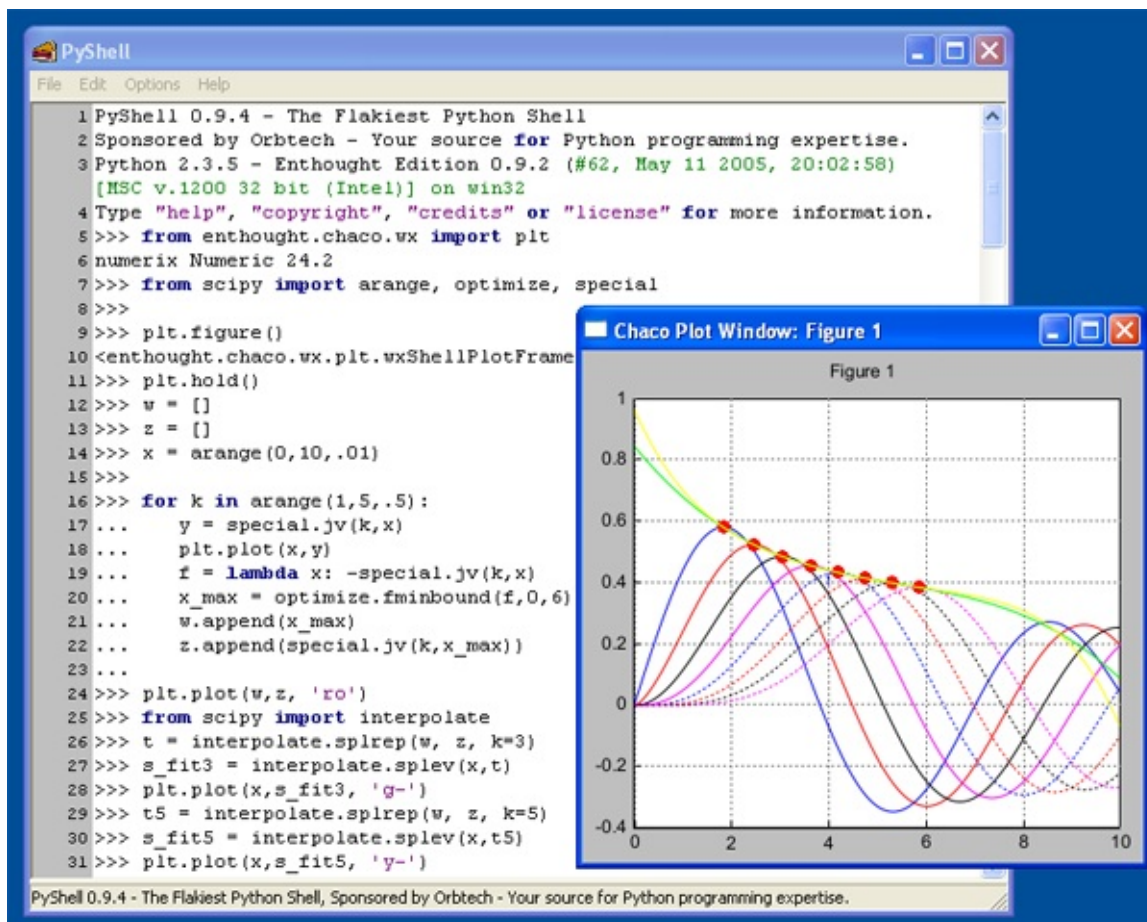 PyShell
File Edit Options Help
1 PyShell 0.9.4 - The Flakiest Python Shell
2 Sponsored by Orbtech - Your source for Python programming expertise.
3 Python 2.3.5 - Enthought Edition 0.9.2 (#62, May 11 2005, 20:02:58)
[MSC v.1200 32 bit (Intel)] on win32
4 Type "help", "copyright", "credits" or "license" for more information.
5 >>> from enthought.chaco.wx import plt
6 numerix Numeric 24.2
7 >>> from scipy import arange, optimize, special
8 >>>
9 >>> plt.figure()
10 <enthought.chaco.wx.plt.wxShellPlotFrame
11 >>> plt.hold()
12 >>> w = []
13 >>> z = []
14 >>> x = arange(0,10,.01)
15 >>>
16 >>> for k in arange(1,5,.5):
17 ...    y = special.jv(k,x)
18 ...    plt.plot(x,y)
19 ...    f = lambda x: -special.jv(k,x)
20 ...    x_max = optimize.fminbound(f,0,6)
21 ...    w.append(x_max)
22 ...    z.append(special.jv(k,x_max))
23 ...
24 >>> plt.plot(w,z, 'ro')
25 >>> from scipy import interpolate
26 >>> t = interpolate.splrep(w, z, k=3)
27 >>> s_fit3 = interpolate.splev(x,t)
28 >>> plt.plot(x,s_fit3, 'g-')
29 >>> t5 = interpolate.splrep(w, z, k=5)
30 >>> s_fit5 = interpolate.splev(x,t5)
31 >>> plt.plot(x,s_fit5, 'y-')
PyShell 0.9.4 - The Flakiest Python Shell, Sponsored by Orbtech - Your source for Python programming expertise.
Chaco Plot Window: Figure 1
Figure 1
1
0.8
0.6
0.4
0.2
0
-0.2
-0.4
0 2 4 6 8 10